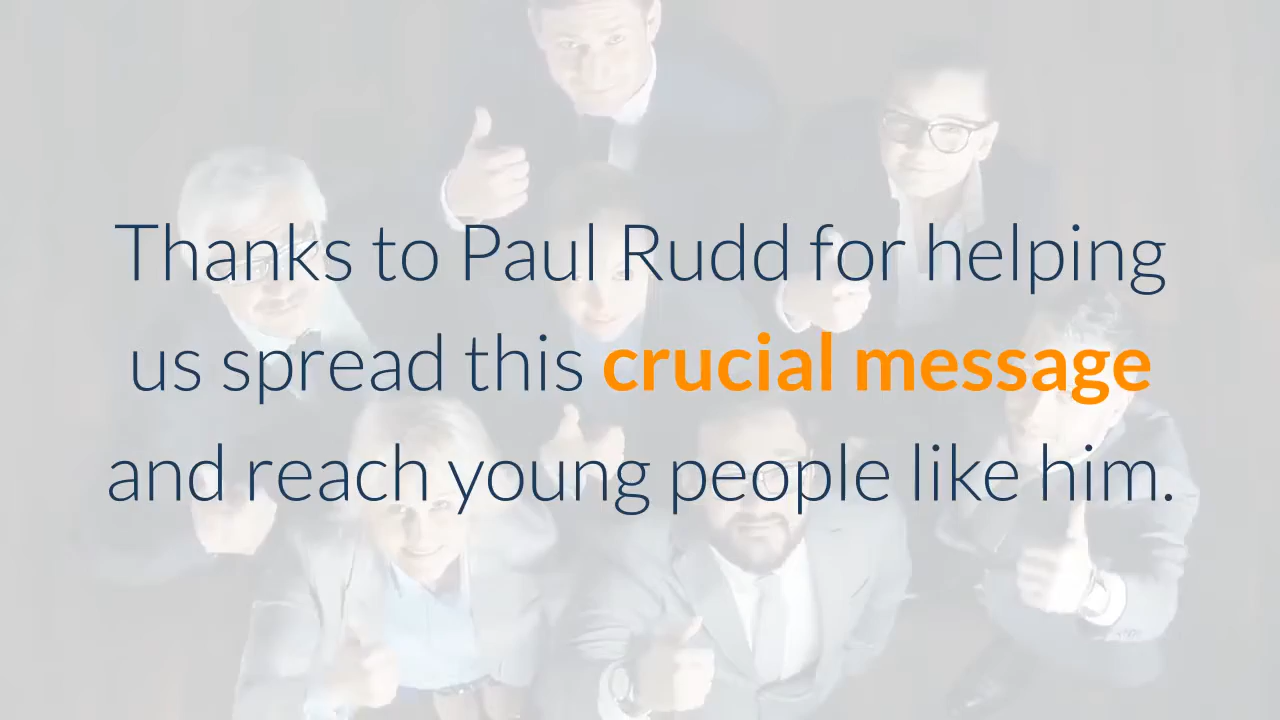 Thanks to Paul Rudd for helping
us spread this crucial message
and reach young people like him.